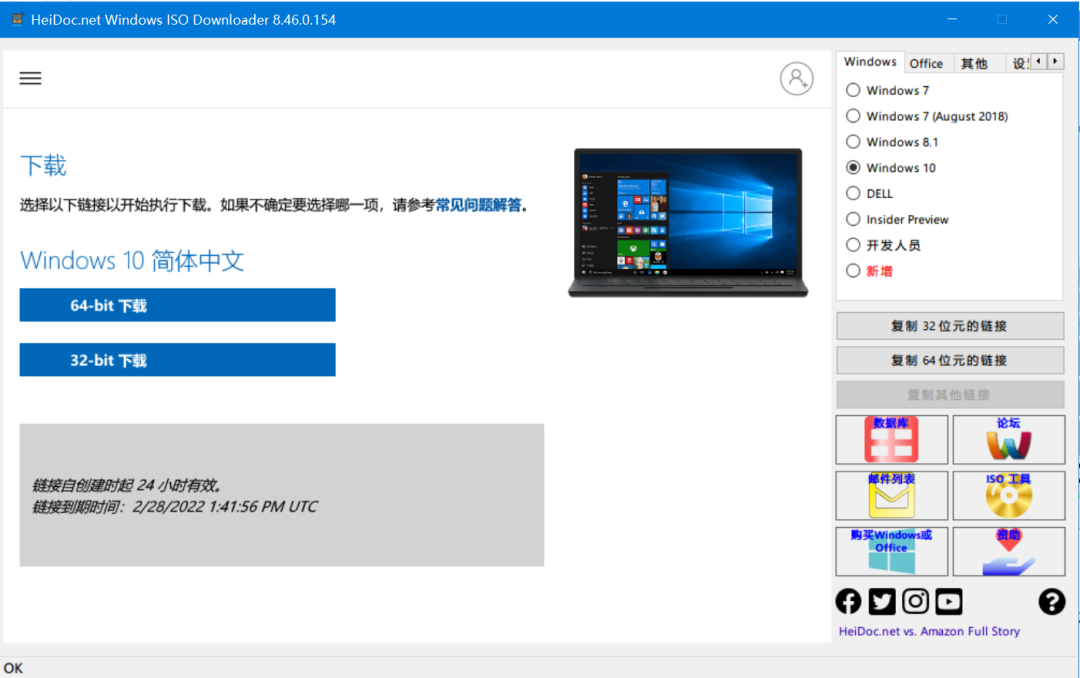 HeiDoc.net Windows ISO Downloader 8.46.0.154
下载
选择以下链接以开始执行下载。如果不确定要选择哪一项，请参考常见问题解答。
Windows 10 简体中文
64-bit 下载
32-bit 下载
链接自创建时起 24 小时有效。
链接到期时间：2/28/2022 1:41:56 PM UTC
Windows Office 其他
Windows 7
Windows 7 (August 2018)
Windows 8.1
Windows 10
DELL
Insider Preview
开发人员
新增
复制 32 位元的链接
复制 64 位元的链接
复制其他链接
数据库 论坛
邮件列表 ISO 工具
购买Windows或 资助
Office
HeiDoc.net vs. Amazon Full Story
OK